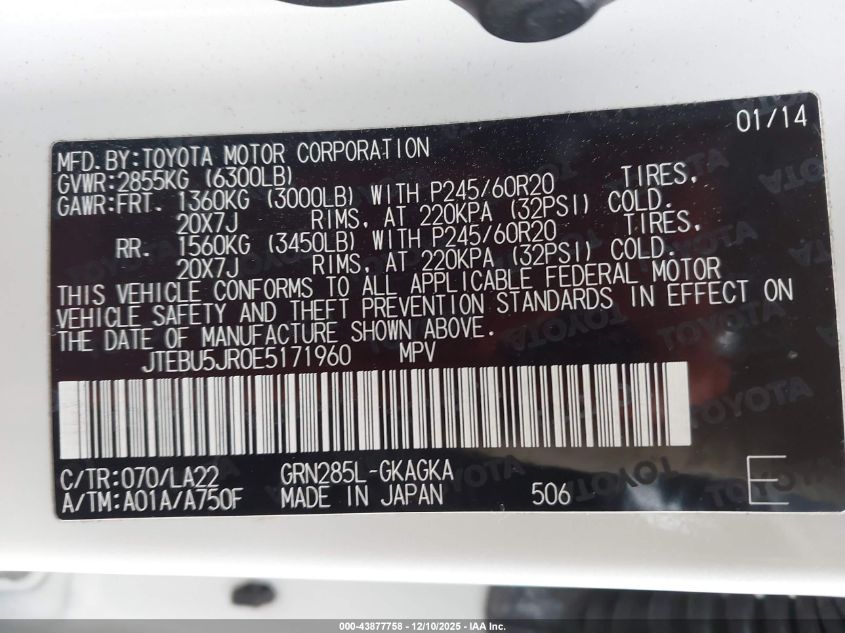 01/14
MFD. BY: TOYOTA MOTOR CORPORATION
GVWR: 2855KG (6300LB)
GAWR: FRT. 1360KG (3000LB) WITH P245/60R20 TIRES,
20X7J RIMS, AT 220KPA (32PSI) COLD.
RR. 1560KG (3450LB) WITH P245/60R20 TIRES,
20X7J RIMS, AT 220KPA (32PSI) COLD.
THIS VEHICLE CONFORMS TO ALL APPLICABLE FEDERAL MOTOR
VEHICLE SAFETY AND THEFT PREVENTION STANDARDS IN EFFECT ON
THE DATE OF MANUFACTURE SHOWN ABOVE.
JTEBU5JR0E5171960 MPV
C/TR: 070/LA22 GRN285L-GKAGKA
A/TM: A01A/A750F MADE IN JAPAN 506 E
000-43877758 - 12/10/2025 - IAA Inc.